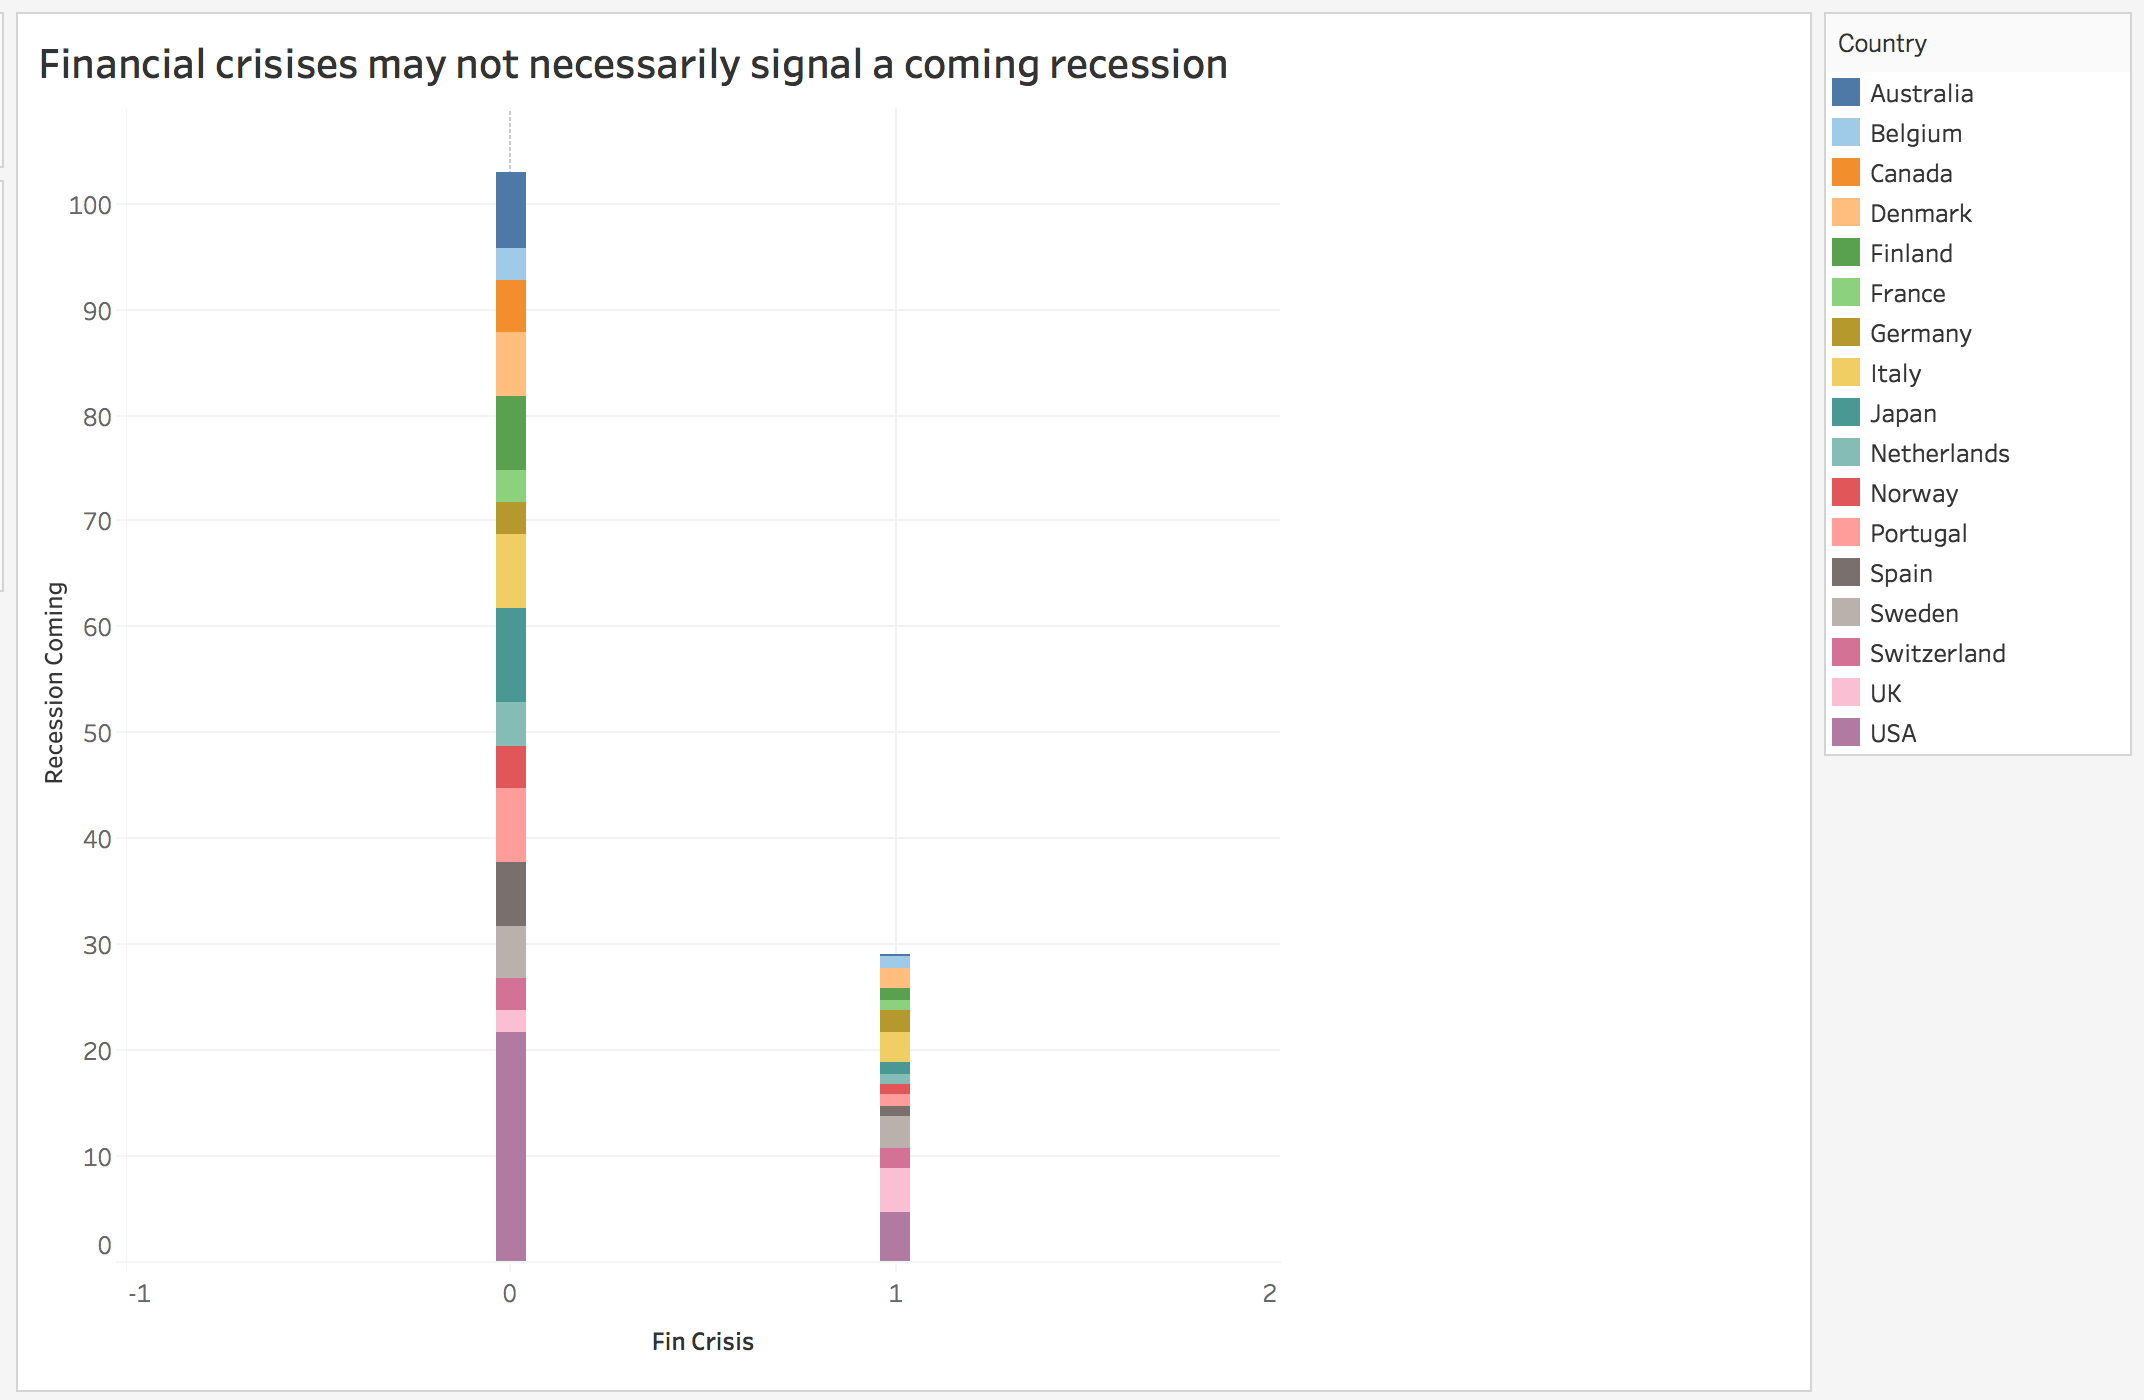 Financial crisises may not necessarily signal a coming recession
Recession Coming
100
90
80
70
60
50
40
30
20
10
0
-1
0
1
2
Fin Crisis
Country
Australia
Belgium
Canada
Denmark
Finland
France
Germany
Italy
Japan
Netherlands
Norway
Portugal
Spain
Sweden
Switzerland
UK
USA